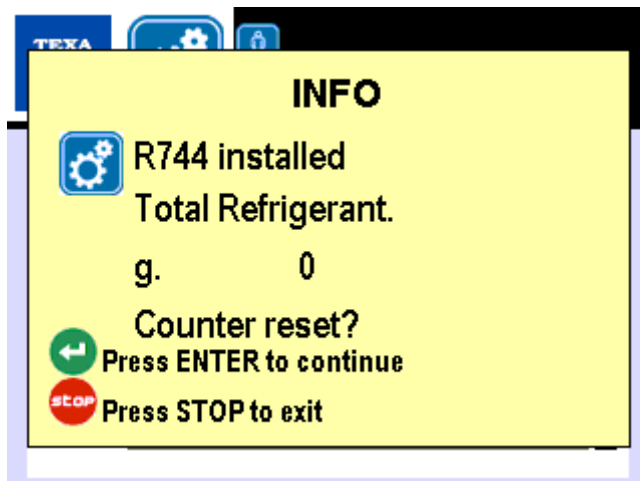 TEXA
INFO
R744 installed
Total Refrigerant.
g. 0
Counter reset?
Press ENTER to continue
stop Press STOP to exit